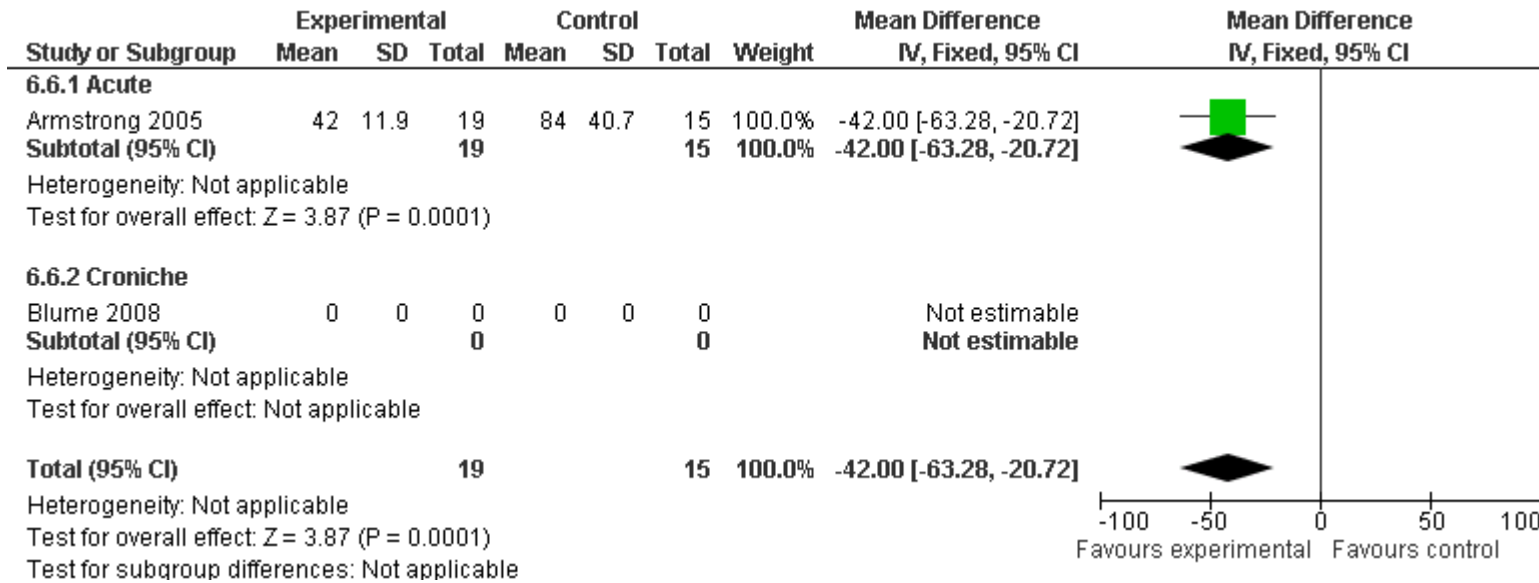 Experimental Control Mean Difference Mean Difference
Study or Subgroup Mean SD Total Mean SD Total Weight IV, Fixed, 95% CI IV, Fixed, 95% CI
6.6.1 Acute
Armstrong 2005 42 11.9 19 84 40.7 15 100.0% -42.00 [-63.28, -20.72]
Subtotal (95% CI) 19 15 100.0% -42.00 [-63.28, -20.72]
Heterogeneity: Not applicable
Test for overall effect: Z = 3.87 (P = 0.0001)
6.6.2 Croniche
Blume 2008 0 0 0 0 0 0 Not estimable
Subtotal (95% CI) 0 0 Not estimable
Heterogeneity: Not applicable
Test for overall effect: Not applicable
Total (95% CI) 19 15 100.0% -42.00 [-63.28, -20.72]
Heterogeneity: Not applicable
Test for overall effect: Z = 3.87 (P = 0.0001)
Test for subgroup differences: Not applicable
-100 -50 0 50 100
Favours experimental Favours control